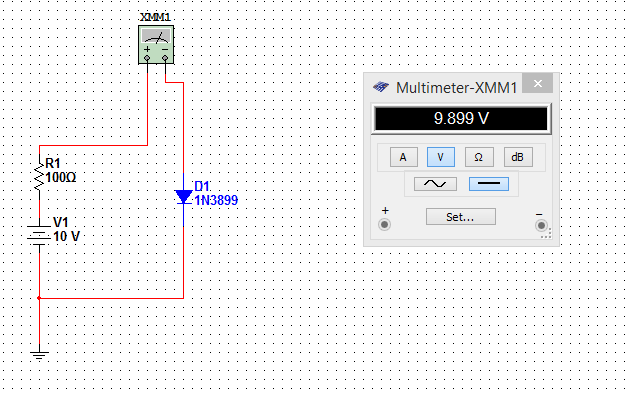 XMM1
+ −
R1
100Ω
V1
10 V
D1
1N3899
Multimeter-XMM1 ×
9.899 V
A V Ω dB
+ −
Set...